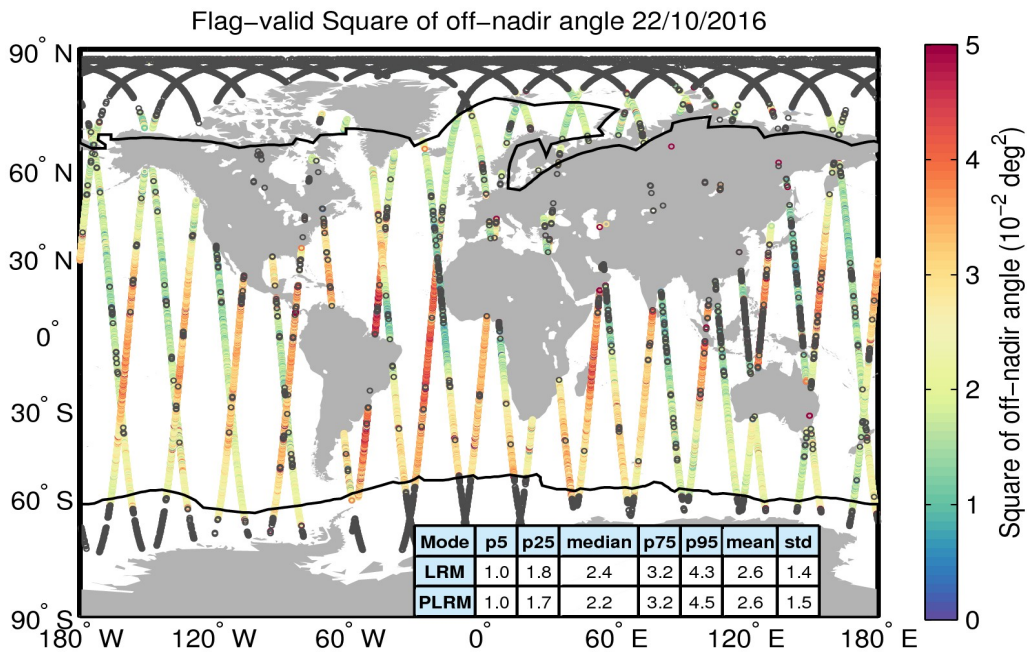 Flag−valid Square of off−nadir angle 22/10/2016
90° N
60° N
30° N
0°
30° S
60° S
90° S
180° W
120° W
60° W
0°
60° E
120° E
180° E
Mode p5 p25 median p75 p95 mean std
LRM 1.0 1.8 2.4 3.2 4.3 2.6 1.4
PLRM 1.0 1.7 2.2 3.2 4.5 2.6 1.5
5
4
3
2
1
0
Square of off−nadir angle (10⁻² deg²)